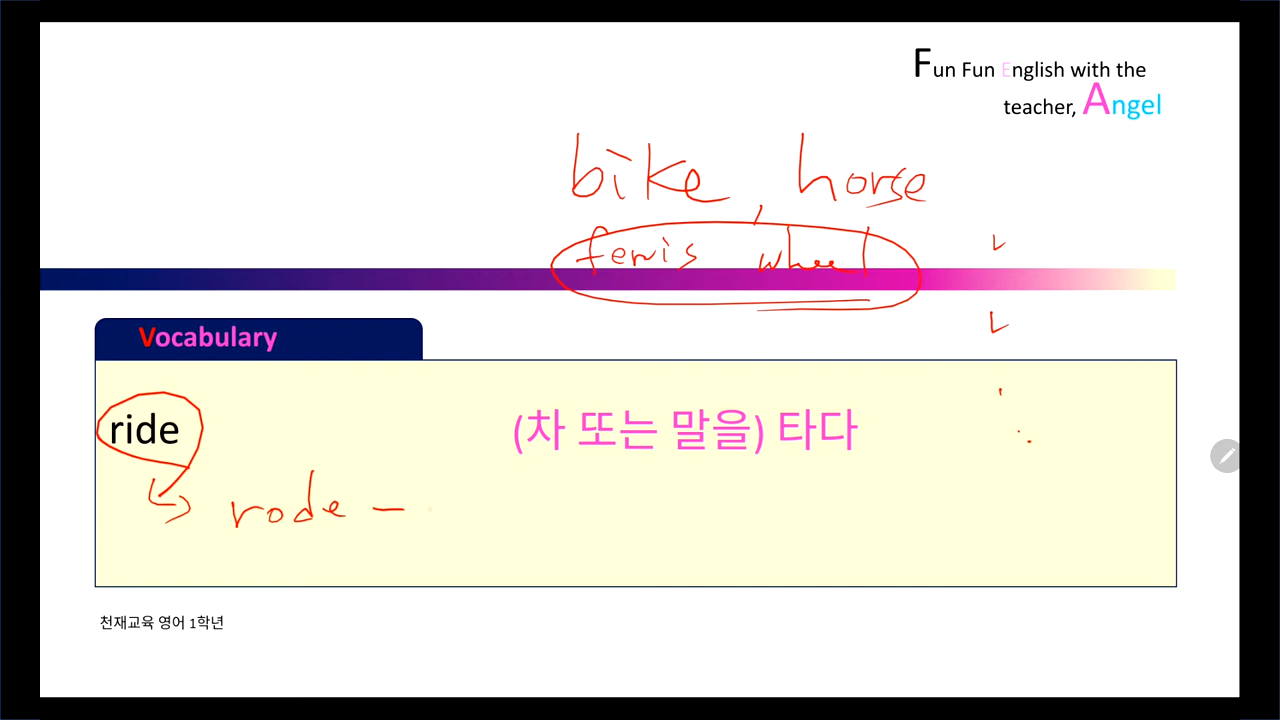 Fun Fun English with the
teacher, Angel
bike, horse
ferris wheel
Vocabulary
ride (차 또는 말을) 타다
rode -
천재교육 영어 1학년